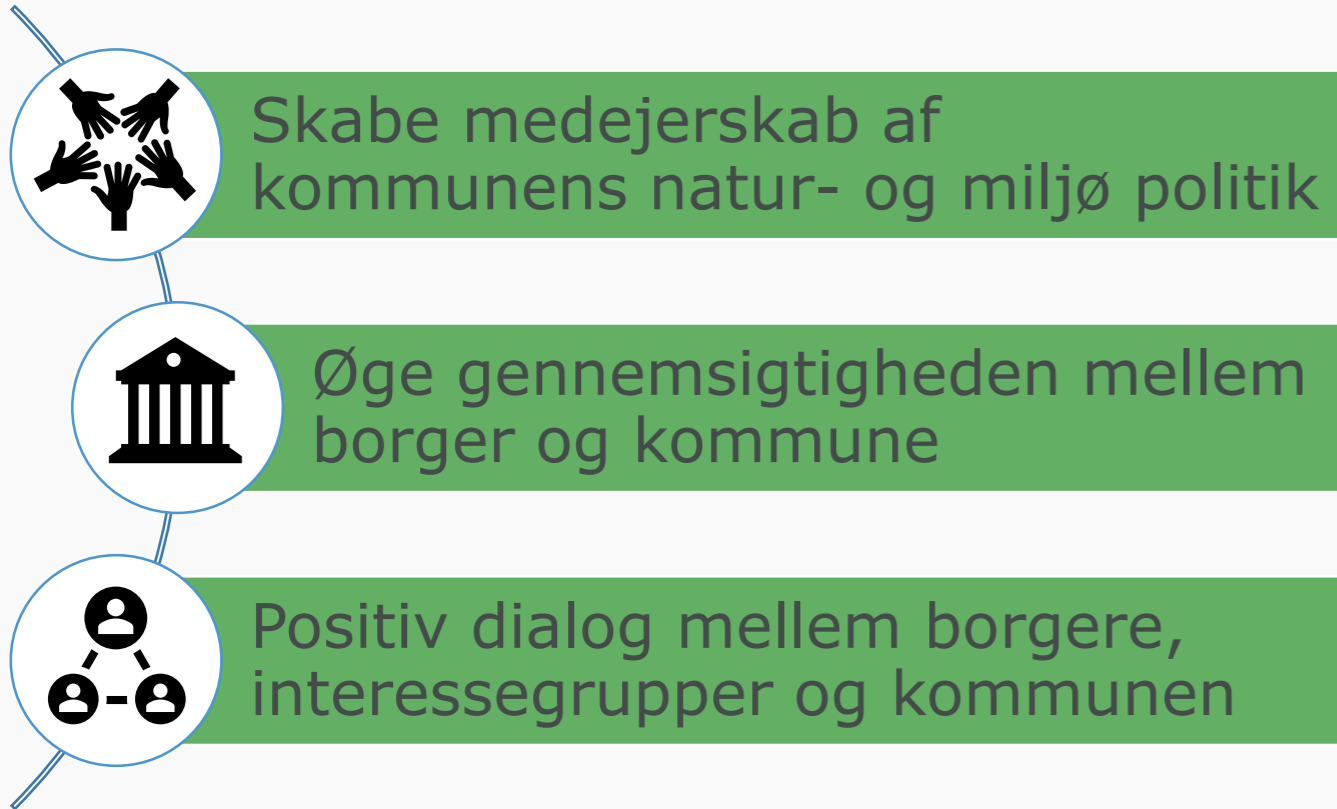 Skabe medejerskab af
kommunens natur- og miljø politik
Øge gennemsigtigheden mellem
borger og kommune
Positiv dialog mellem borgere,
interessegrupper og kommunen